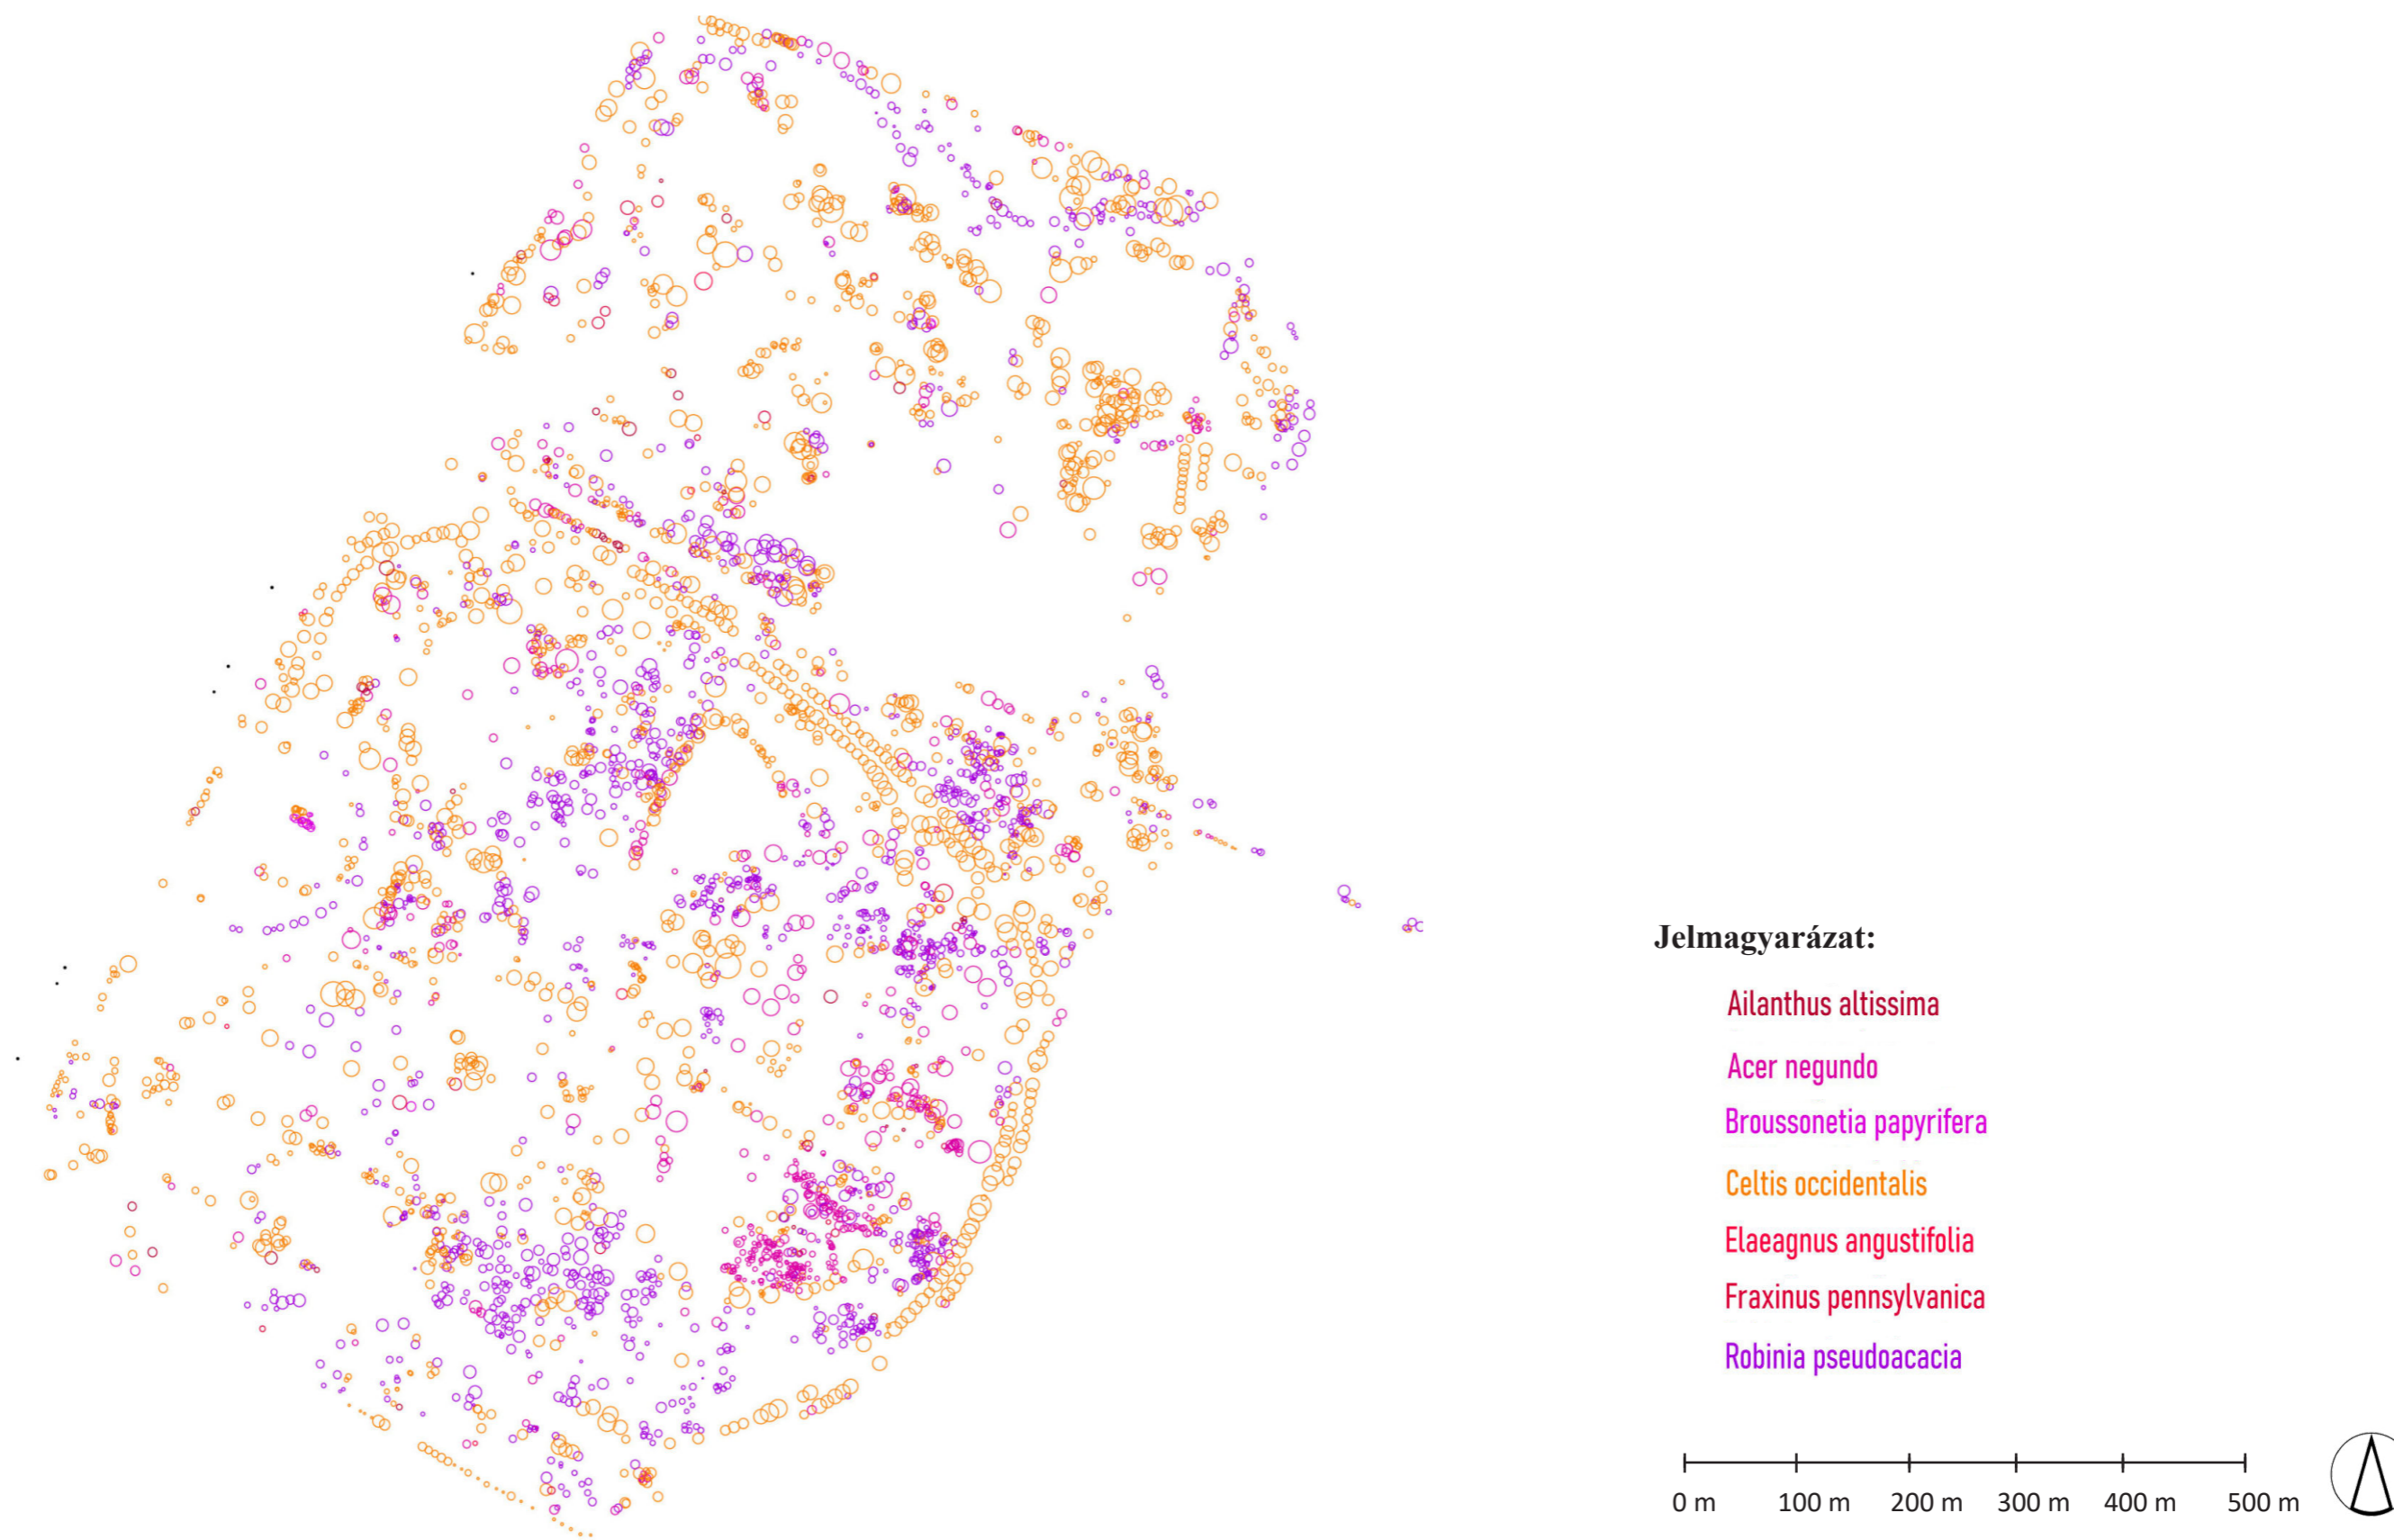 Jelmagyarázat:
Ailanthus altissima
Acer negundo
Broussonetia papyrifera
Celtis occidentalis
Elaeagnus angustifolia
Fraxinus pennsylvanica
Robinia pseudoacacia
0 m 100 m 200 m 300 m 400 m 500 m